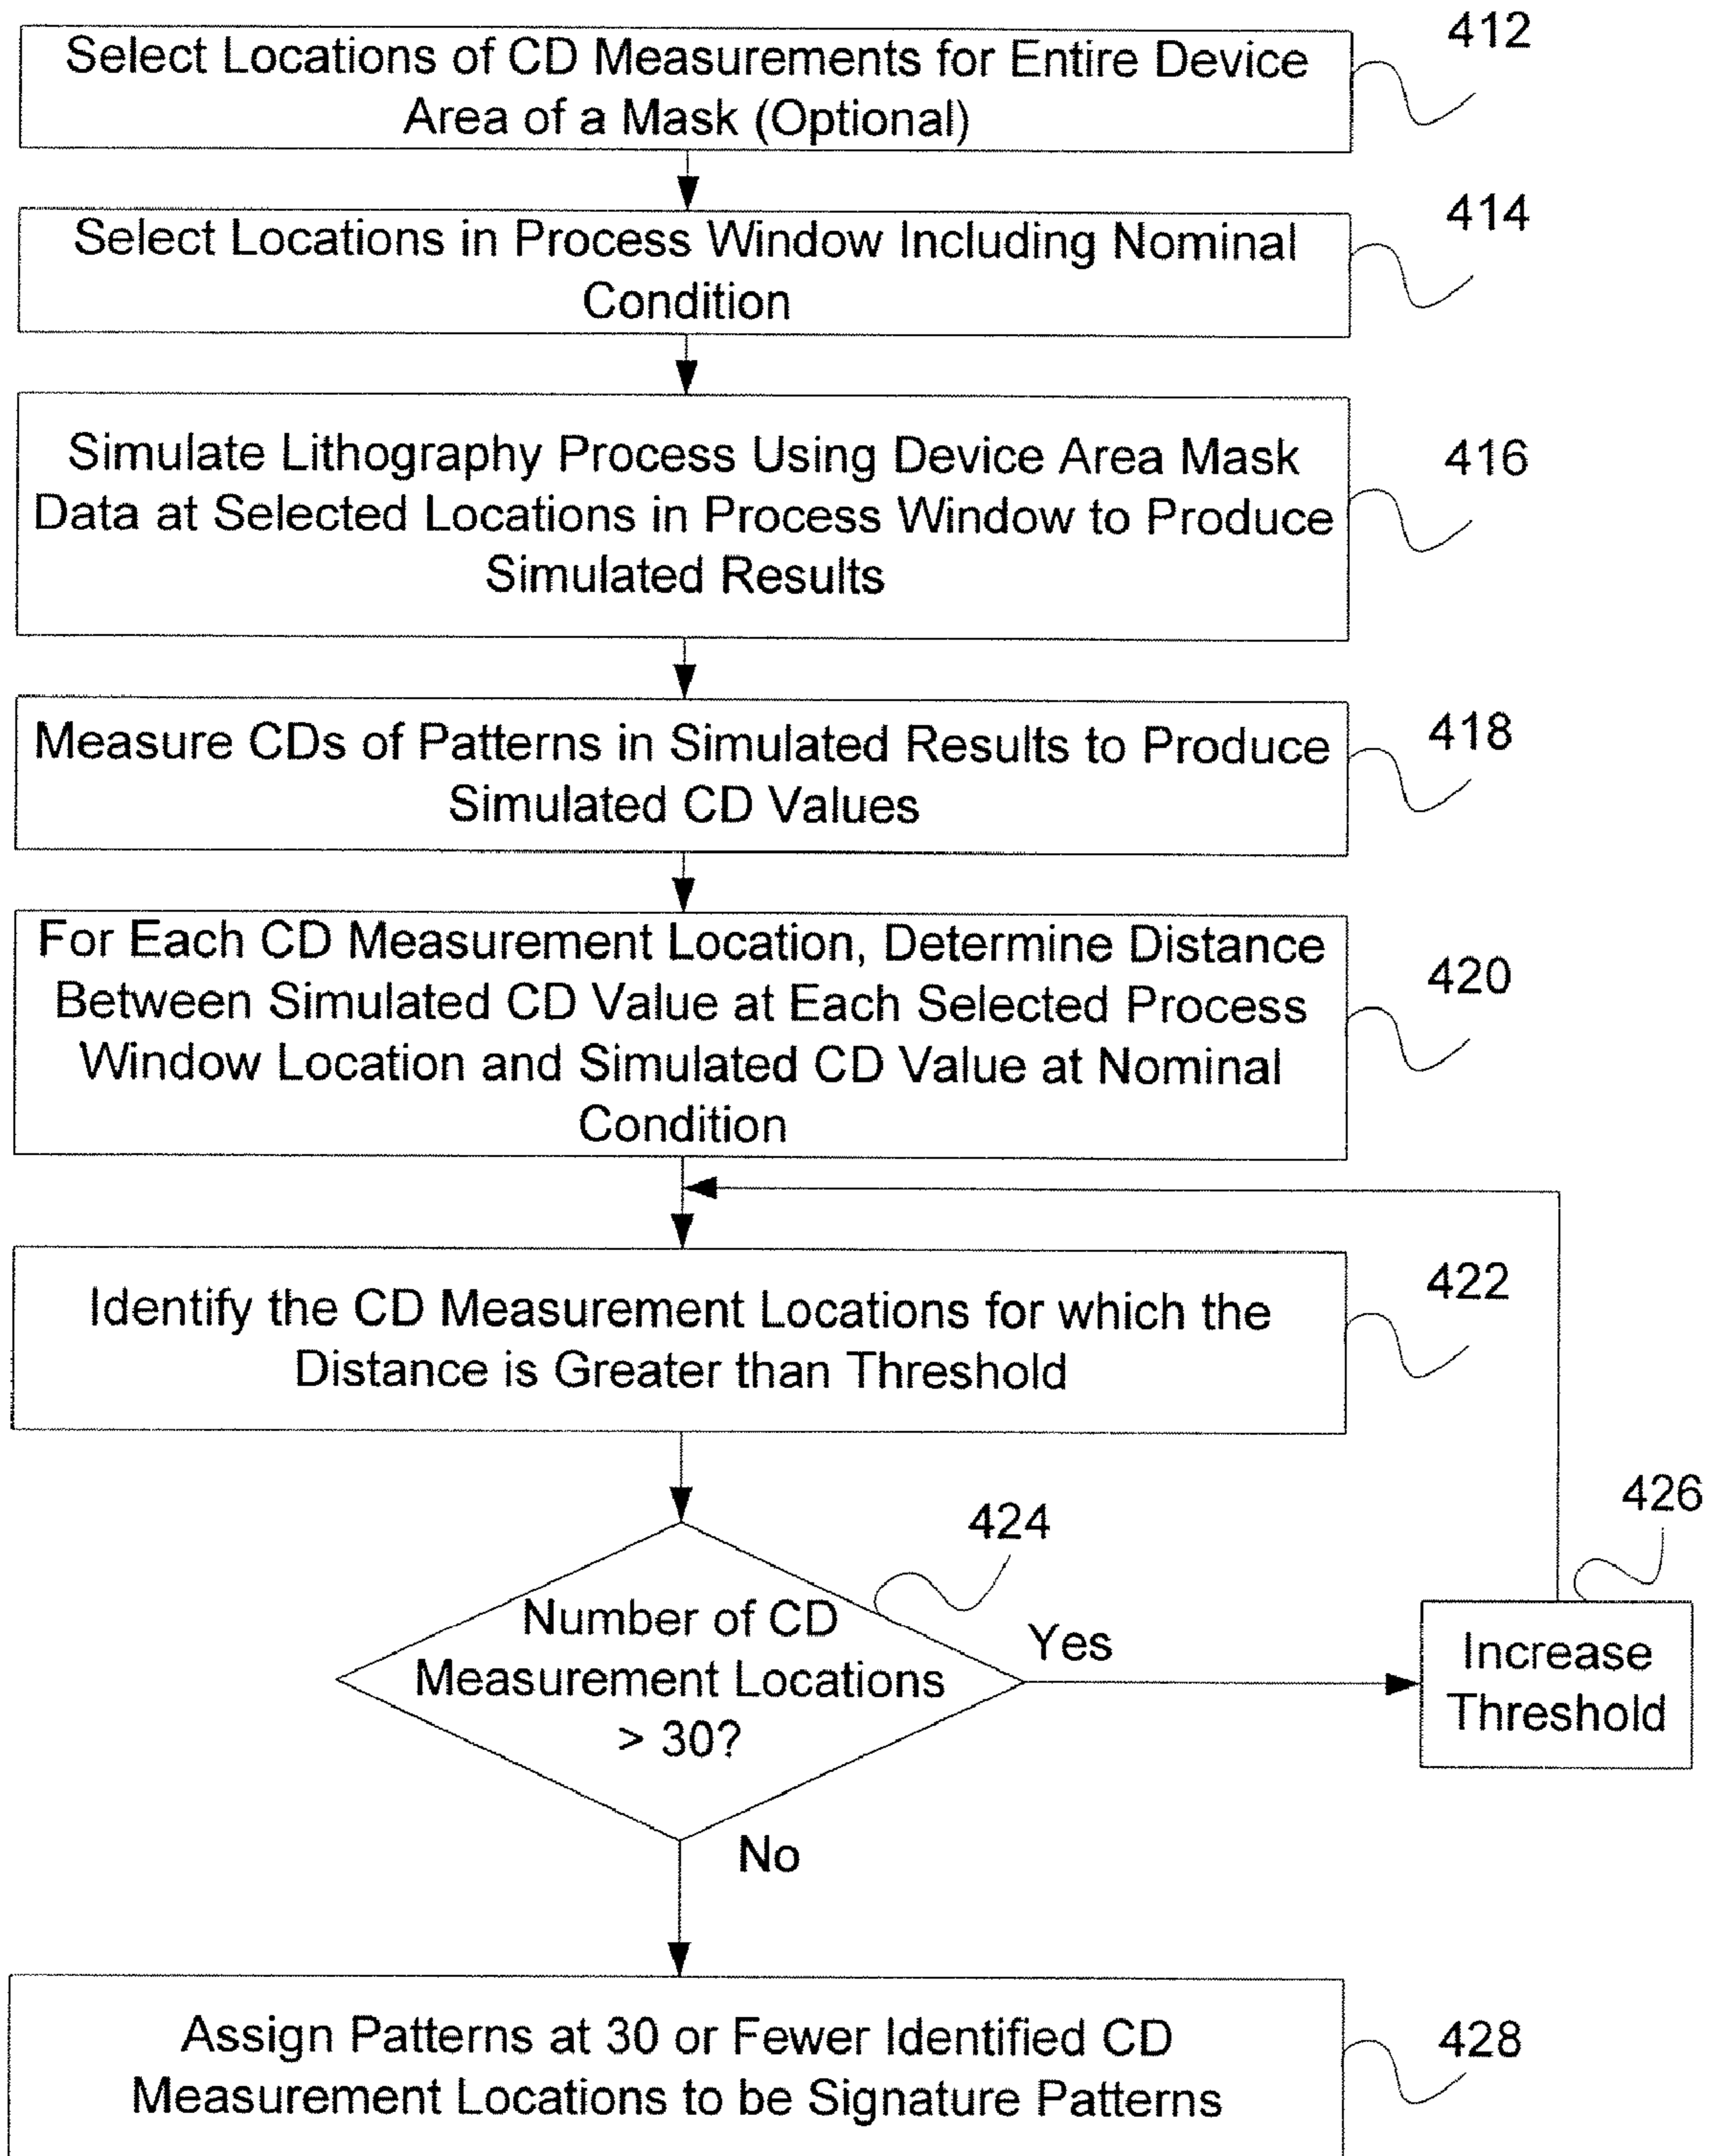 Select Locations of CD Measurements for Entire Device
Area of a Mask (Optional)
412
Select Locations in Process Window Including Nominal
Condition
414
Simulate Lithography Process Using Device Area Mask
Data at Selected Locations in Process Window to Produce
Simulated Results
416
Measure CDs of Patterns in Simulated Results to Produce
Simulated CD Values
418
For Each CD Measurement Location, Determine Distance
Between Simulated CD Value at Each Selected Process
Window Location and Simulated CD Value at Nominal
Condition
420
Identify the CD Measurement Locations for which the
Distance is Greater than Threshold
422
Number of CD
Measurement Locations
> 30?
424
Yes
Increase
Threshold
426
No
Assign Patterns at 30 or Fewer Identified CD
Measurement Locations to be Signature Patterns
428